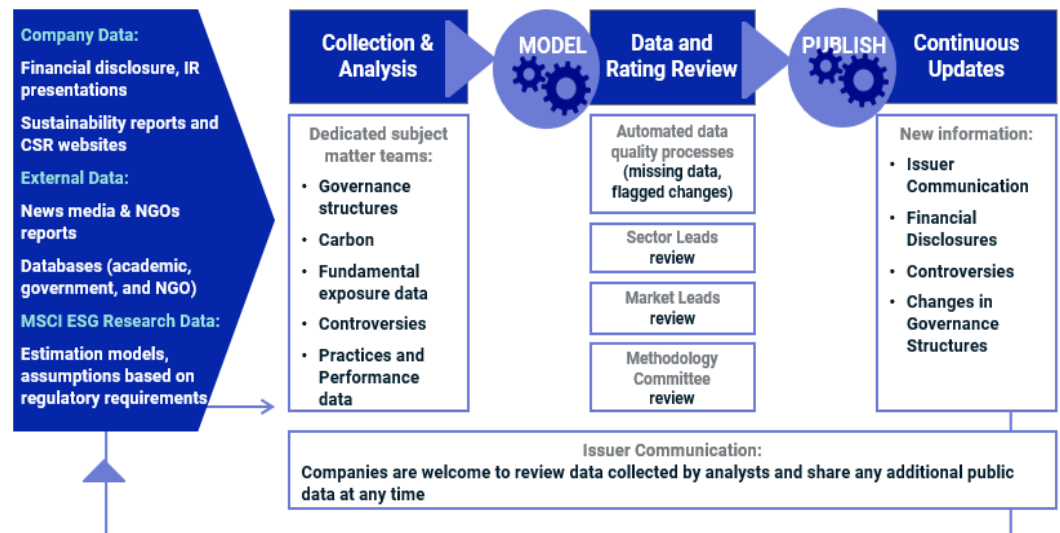 Company Data:
Financial disclosure, IR
presentations
Sustainability reports and
CSR websites
External Data:
News media & NGOs
reports
Databases (academic,
government, and NGO)
MSCI ESG Research Data:
Estimation models,
assumptions based on
regulatory requirements
Collection &
Analysis
Dedicated subject
matter teams:
• Governance
structures
• Carbon
• Fundamental
exposure data
• Controversies
• Practices and
Performance
data
MODEL
Data and
Rating Review
Automated data
quality processes
(missing data,
flagged changes)
Sector Leads
review
Market Leads
review
Methodology
Committee
review
PUBLISH
Continuous
Updates
New information:
• Issuer
Communication
• Financial
Disclosures
• Controversies
• Changes in
Governance
Structures
Issuer Communication:
Companies are welcome to review data collected by analysts and share any additional public
data at any time